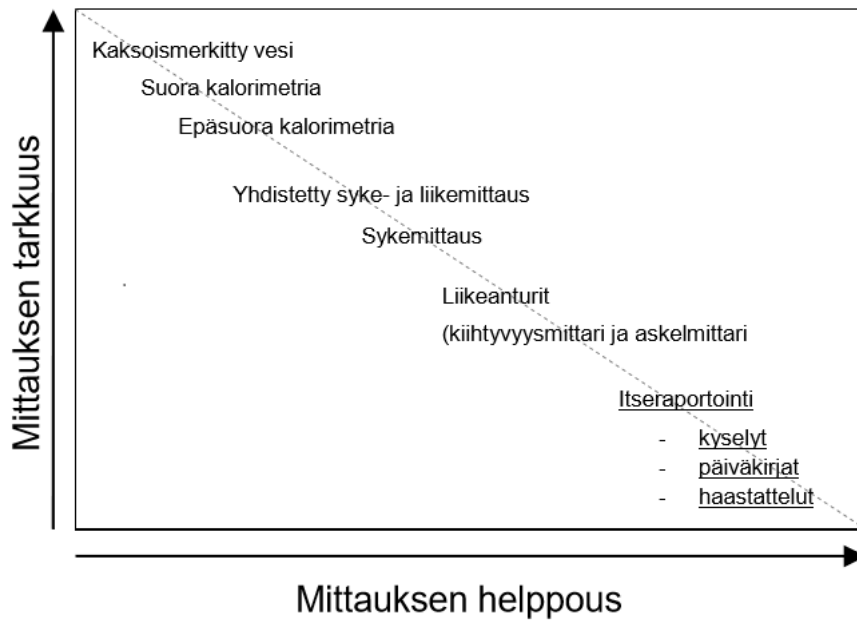 Mittauksen tarkkuus
Kaksoismerkitty vesi
Suora kalorimetria
Epäsuora kalorimetria
Yhdistetty syke- ja liikemittaus
Sykemittaus
Liikeanturit
(kiihtyvyysmittari ja askelmittari
Itseraportointi
- kyselyt
- päiväkirjat
- haastattelut
Mittauksen helppous